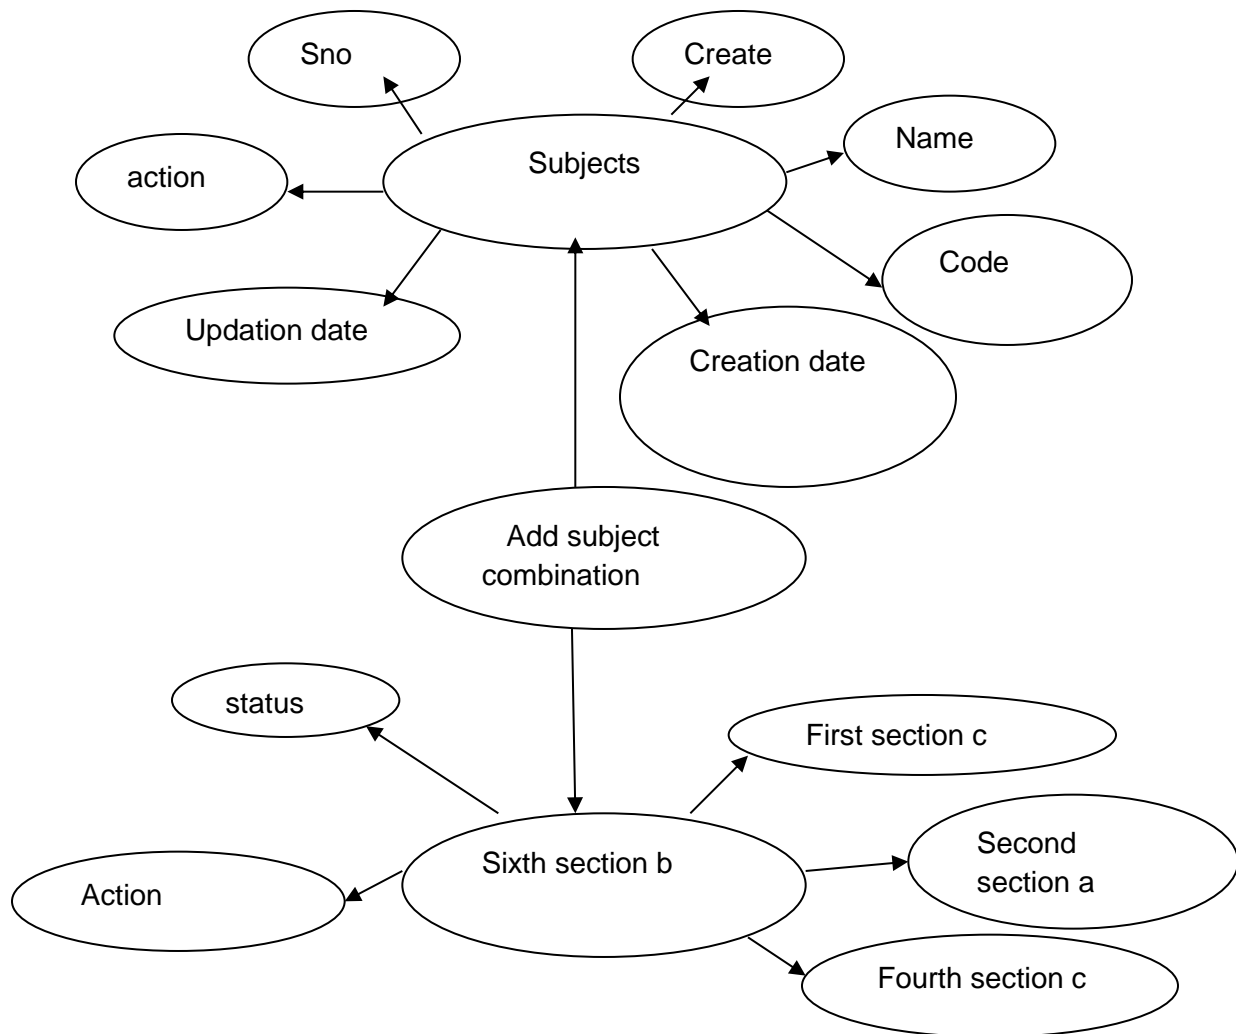 Sno
Create
Name
Subjects
action
Code
Updation date
Creation date
Add subject
combination
status
First section c
Second
section a
Sixth section b
Action
Fourth section c